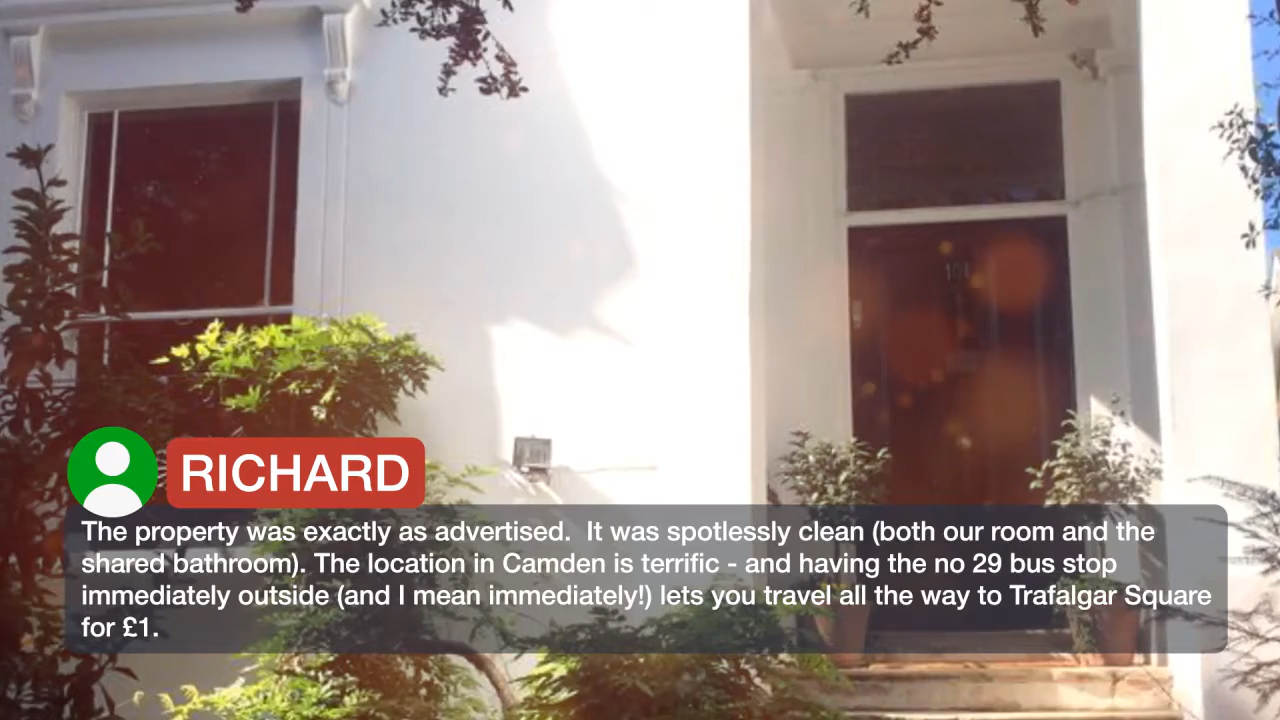 101
RICHARD
The property was exactly as advertised.  It was spotlessly clean (both our room and the
shared bathroom). The location in Camden is terrific - and having the no 29 bus stop
immediately outside (and I mean immediately!) lets you travel all the way to Trafalgar Square
for £1.